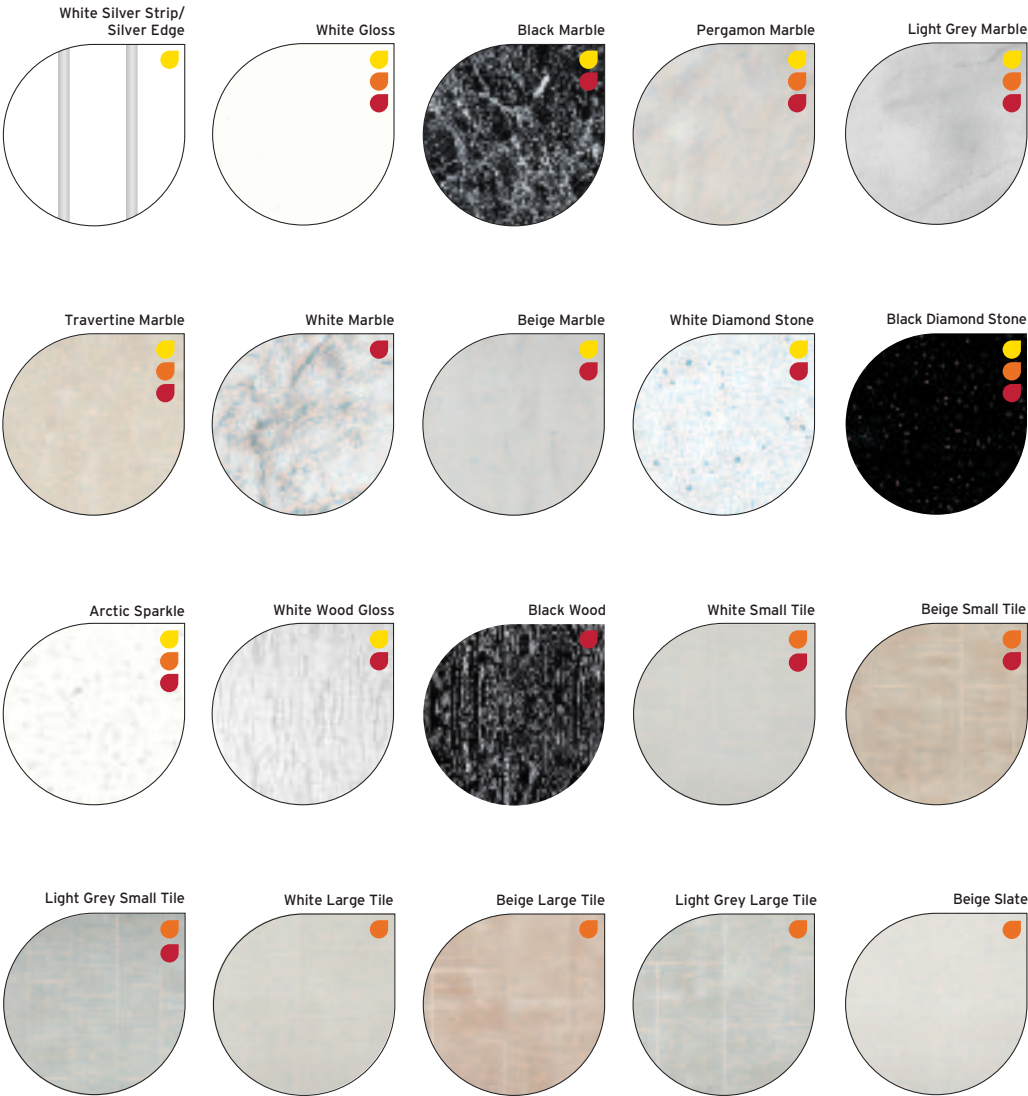 White Silver Strip/
Silver Edge
White Gloss
Black Marble
Pergamon Marble
Light Grey Marble
Travertine Marble
White Marble
Beige Marble
White Diamond Stone
Black Diamond Stone
Arctic Sparkle
White Wood Gloss
Black Wood
White Small Tile
Beige Small Tile
Light Grey Small Tile
White Large Tile
Beige Large Tile
Light Grey Large Tile
Beige Slate